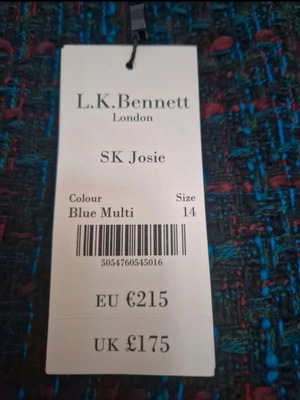 L.K.Bennett
London
SK Josie
Colour Size
Blue Multi 14
5054760545016
EU €215
UK £175